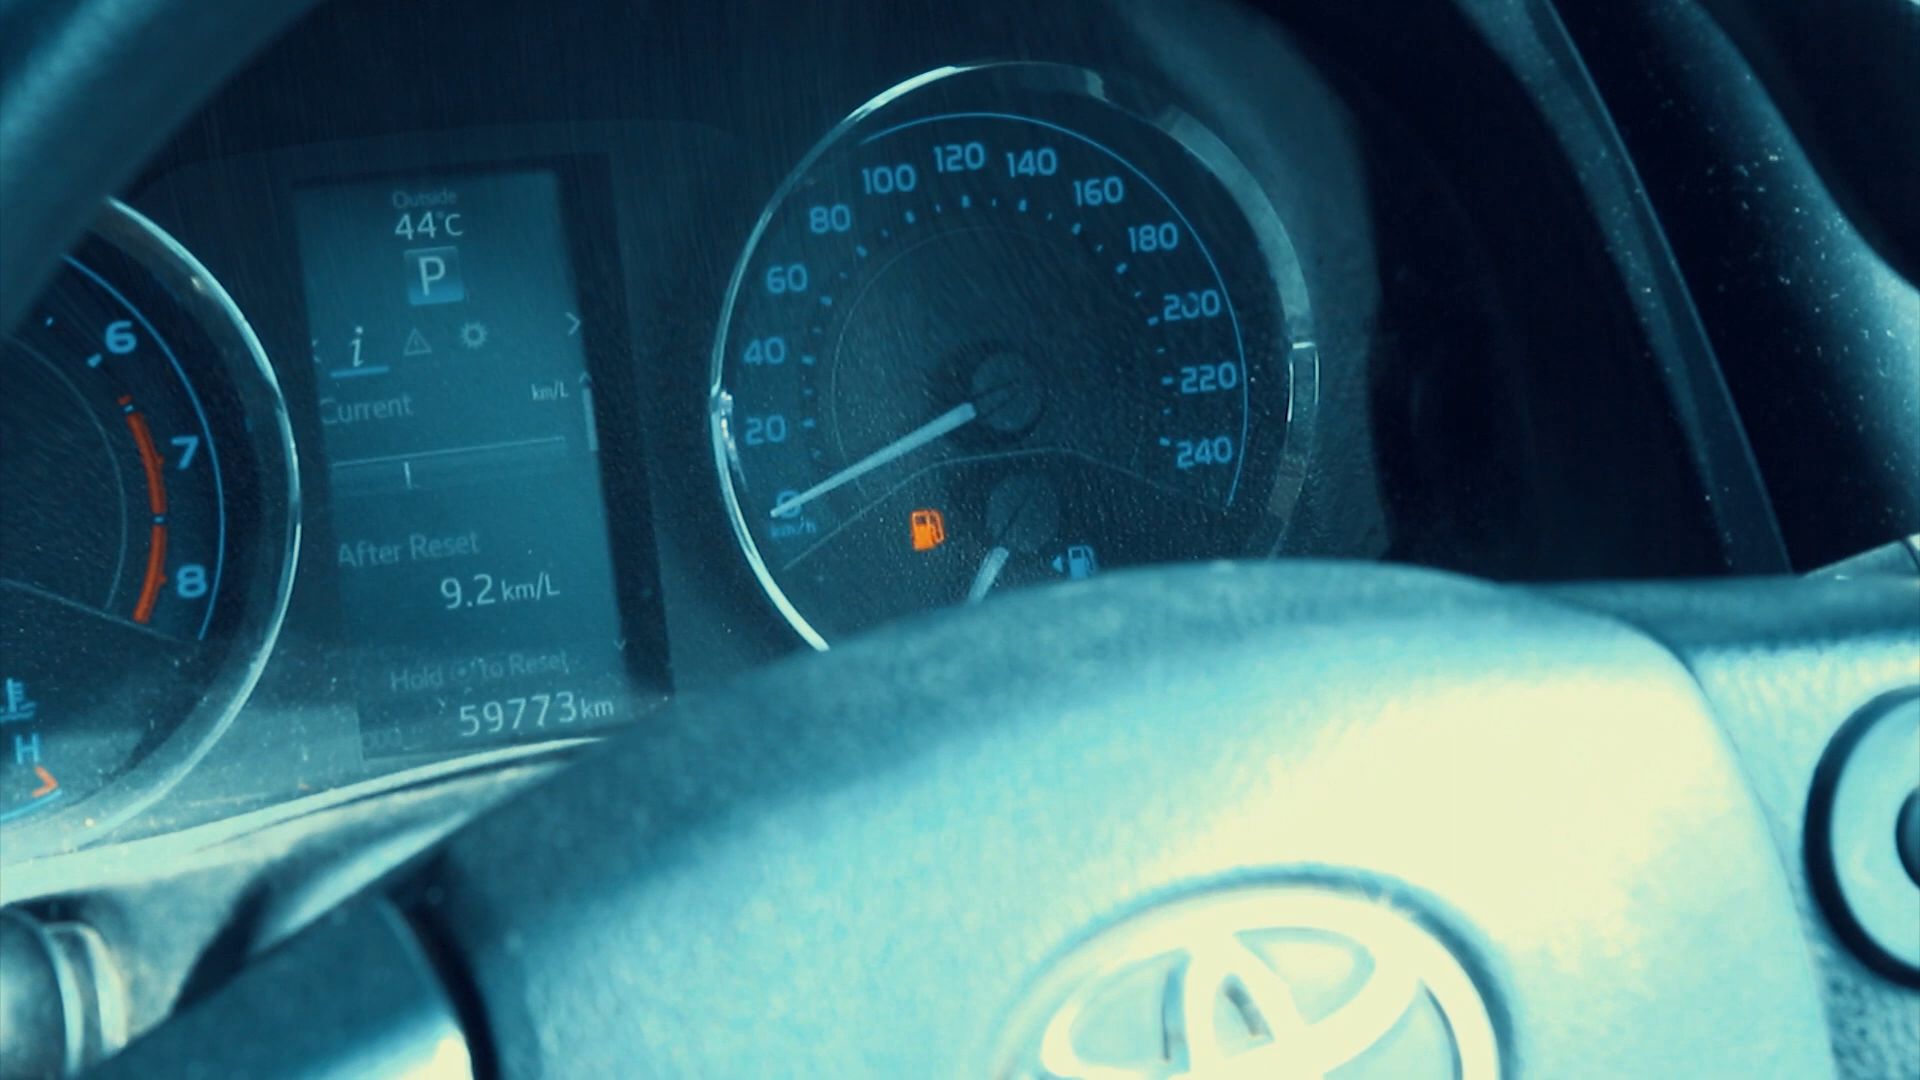 Outside
44°C
P
i
Current
km/L
After Reset
9.2 km/L
Hold to Reset
59773 km
6
7
8
H
0
20
40
60
80
100
120
140
160
180
200
220
240
km/h